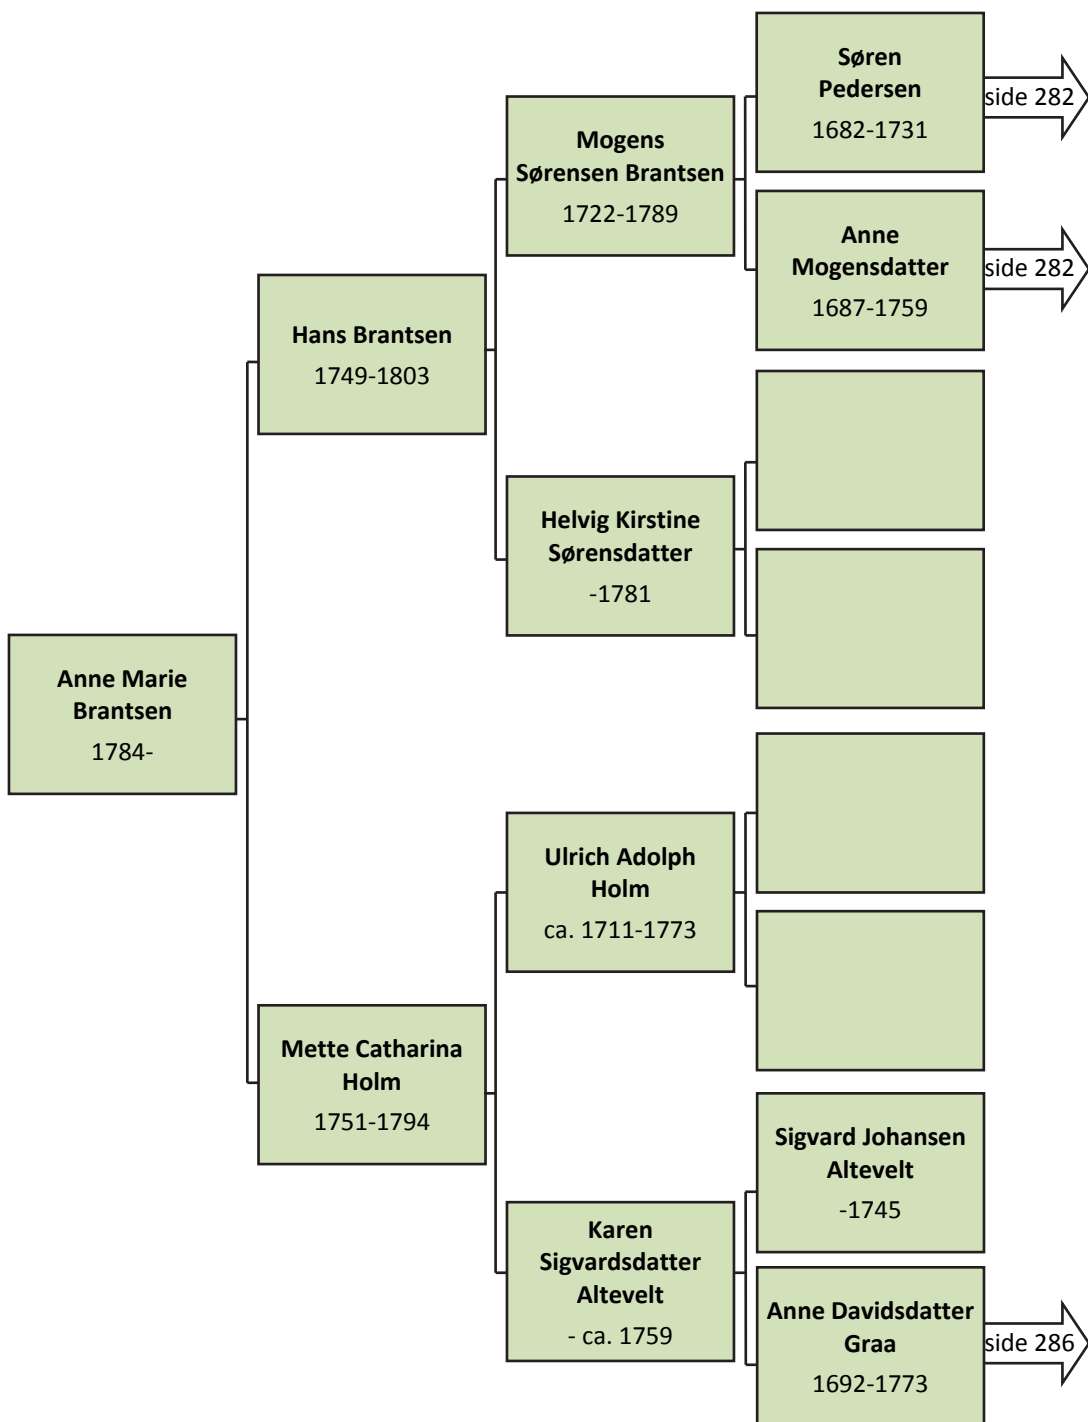 Søren
Pedersen
1682-1731
side 282
Mogens
Sørensen Brantsen
1722-1789
Anne
Mogensdatter
1687-1759
side 282
Hans Brantsen
1749-1803
Helvig Kirstine
Sørensdatter
-1781
Anne Marie
Brantsen
1784-
Ulrich Adolph
Holm
ca. 1711-1773
Mette Catharina
Holm
1751-1794
Sigvard Johansen
Altevelt
-1745
Karen
Sigvardsdatter
Altevelt
- ca. 1759
Anne Davidsdatter
Graa
1692-1773
side 286